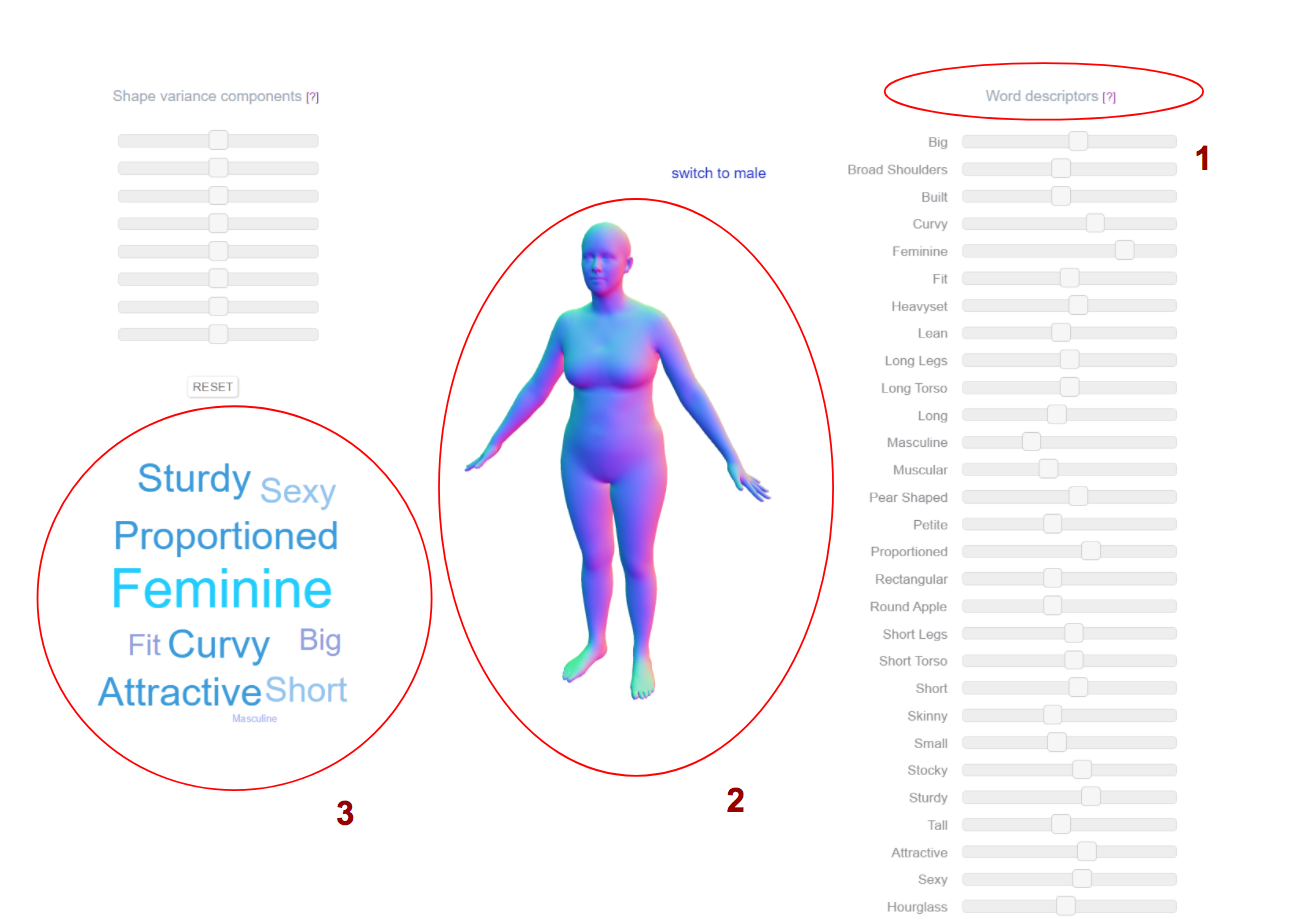 Shape variance components [?]
RESET
Sturdy Sexy
Proportioned
Feminine
Fit Curvy Big
Attractive Short
Masculine
3
switch to male
2
Word descriptors [?]
1
Big
Broad Shoulders
Built
Curvy
Feminine
Fit
Heavyset
Lean
Long Legs
Long Torso
Long
Masculine
Muscular
Pear Shaped
Petite
Proportioned
Rectangular
Round Apple
Short Legs
Short Torso
Short
Skinny
Small
Stocky
Sturdy
Tall
Attractive
Sexy
Hourglass